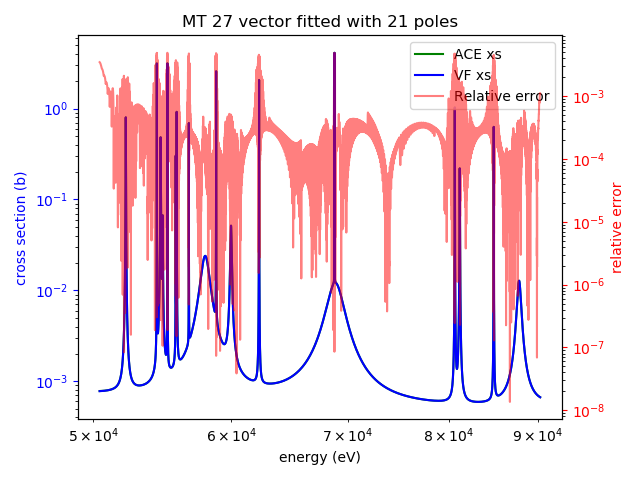 MT 27 vector fitted with 21 poles
ACE xs
VF xs
Relative error
cross section (b)
10⁰
10⁻¹
10⁻²
10⁻³
relative error
10⁻³
10⁻⁴
10⁻⁵
10⁻⁶
10⁻⁷
10⁻⁸
5 × 10⁴ 6 × 10⁴ 7 × 10⁴ 8 × 10⁴ 9 × 10⁴
energy (eV)